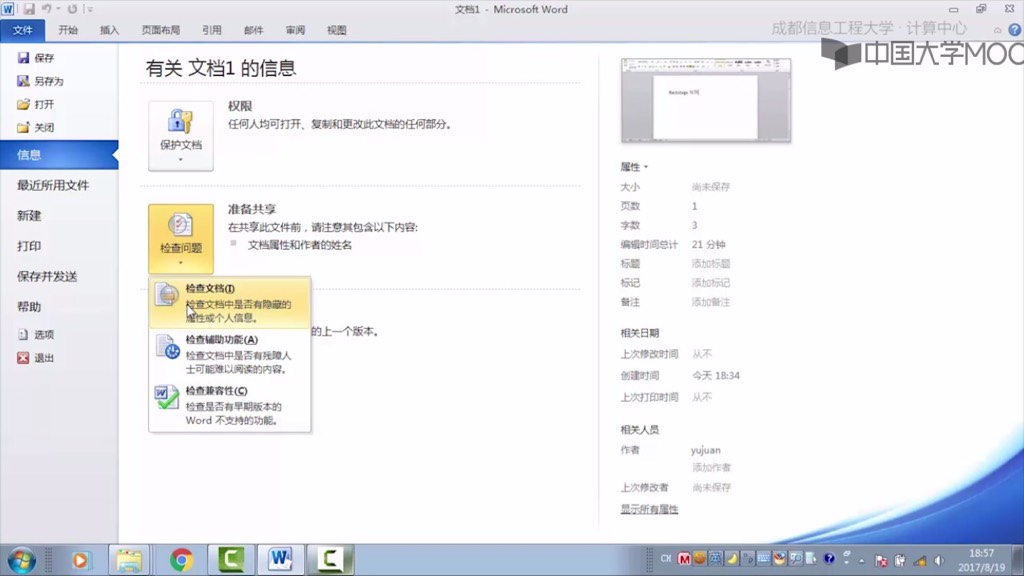 文档1 - Microsoft Word
文件 开始 插入 页面布局 引用 邮件 审阅 视图
成都信息工程大学 · 计算中心
中国大学MOC
保存
另存为
打开
关闭
信息
最近所用文件
新建
打印
保存并发送
帮助
选项
退出
有关 文档1 的信息
保护文档
权限
任何人均可打开、复制和更改此文档的任何部分。
检查问题
准备共享
在共享此文件前，请注意其包含以下内容:
文档属性和作者的姓名
检查文档(I)
检查文档中是否有隐藏的
属性或个人信息。
的上一个版本。
检查辅助功能(A)
检查文档中是否有残障人
士可能难以阅读的内容。
检查兼容性(C)
检查是否有早期版本的
Word 不支持的功能。
属性
大小 尚未保存
页数 1
字数 3
编辑时间总计 21 分钟
标题 添加标题
标记 添加标记
备注 添加备注
相关日期
上次修改时间 从不
创建时间 今天 18:34
上次打印时间 从不
相关人员
作者 yujuan
添加作者
上次修改者 尚未保存
显示所有属性
CH
18:57
2017/8/19